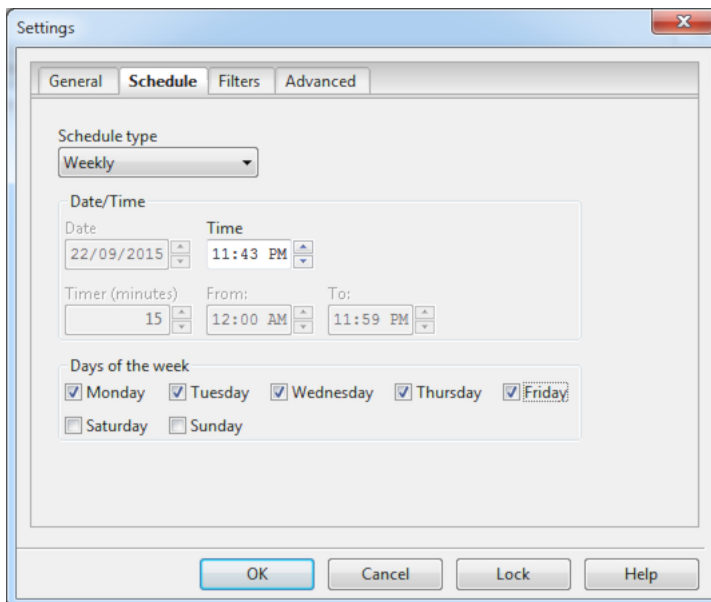 Settings
General Schedule Filters Advanced
Schedule type
Weekly
Date/Time
Date Time
22/09/2015 11:43 PM
Timer (minutes) From: To:
15 12:00 AM 11:59 PM
Days of the week
Monday Tuesday Wednesday Thursday Friday
Saturday Sunday
OK Cancel Lock Help